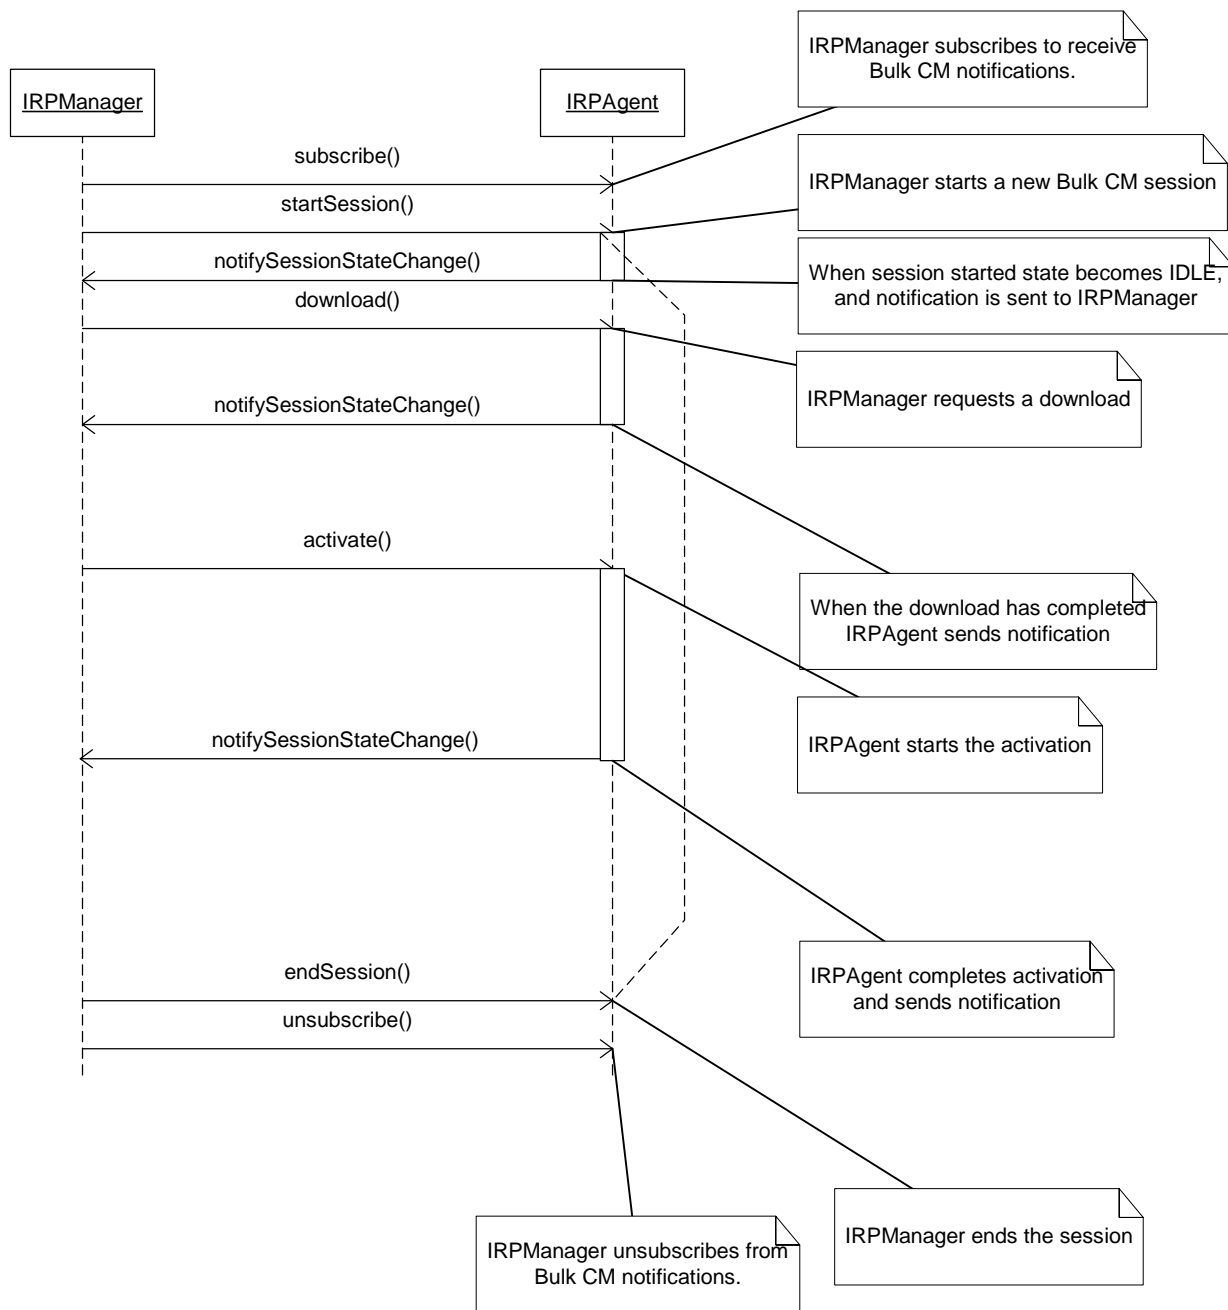 IRPManager subscribes to receive
Bulk CM notifications.
IRPManager
IRPAgent
subscribe()
IRPManager starts a new Bulk CM session
startSession()
notifySessionStateChange()
When session started state becomes IDLE,
and notification is sent to IRPManager
download()
IRPManager requests a download
notifySessionStateChange()
activate()
When the download has completed
IRPAgent sends notification
notifySessionStateChange()
IRPAgent starts the activation
endSession()
IRPAgent completes activation
and sends notification
unsubscribe()
IRPManager ends the session
IRPManager unsubscribes from
Bulk CM notifications.